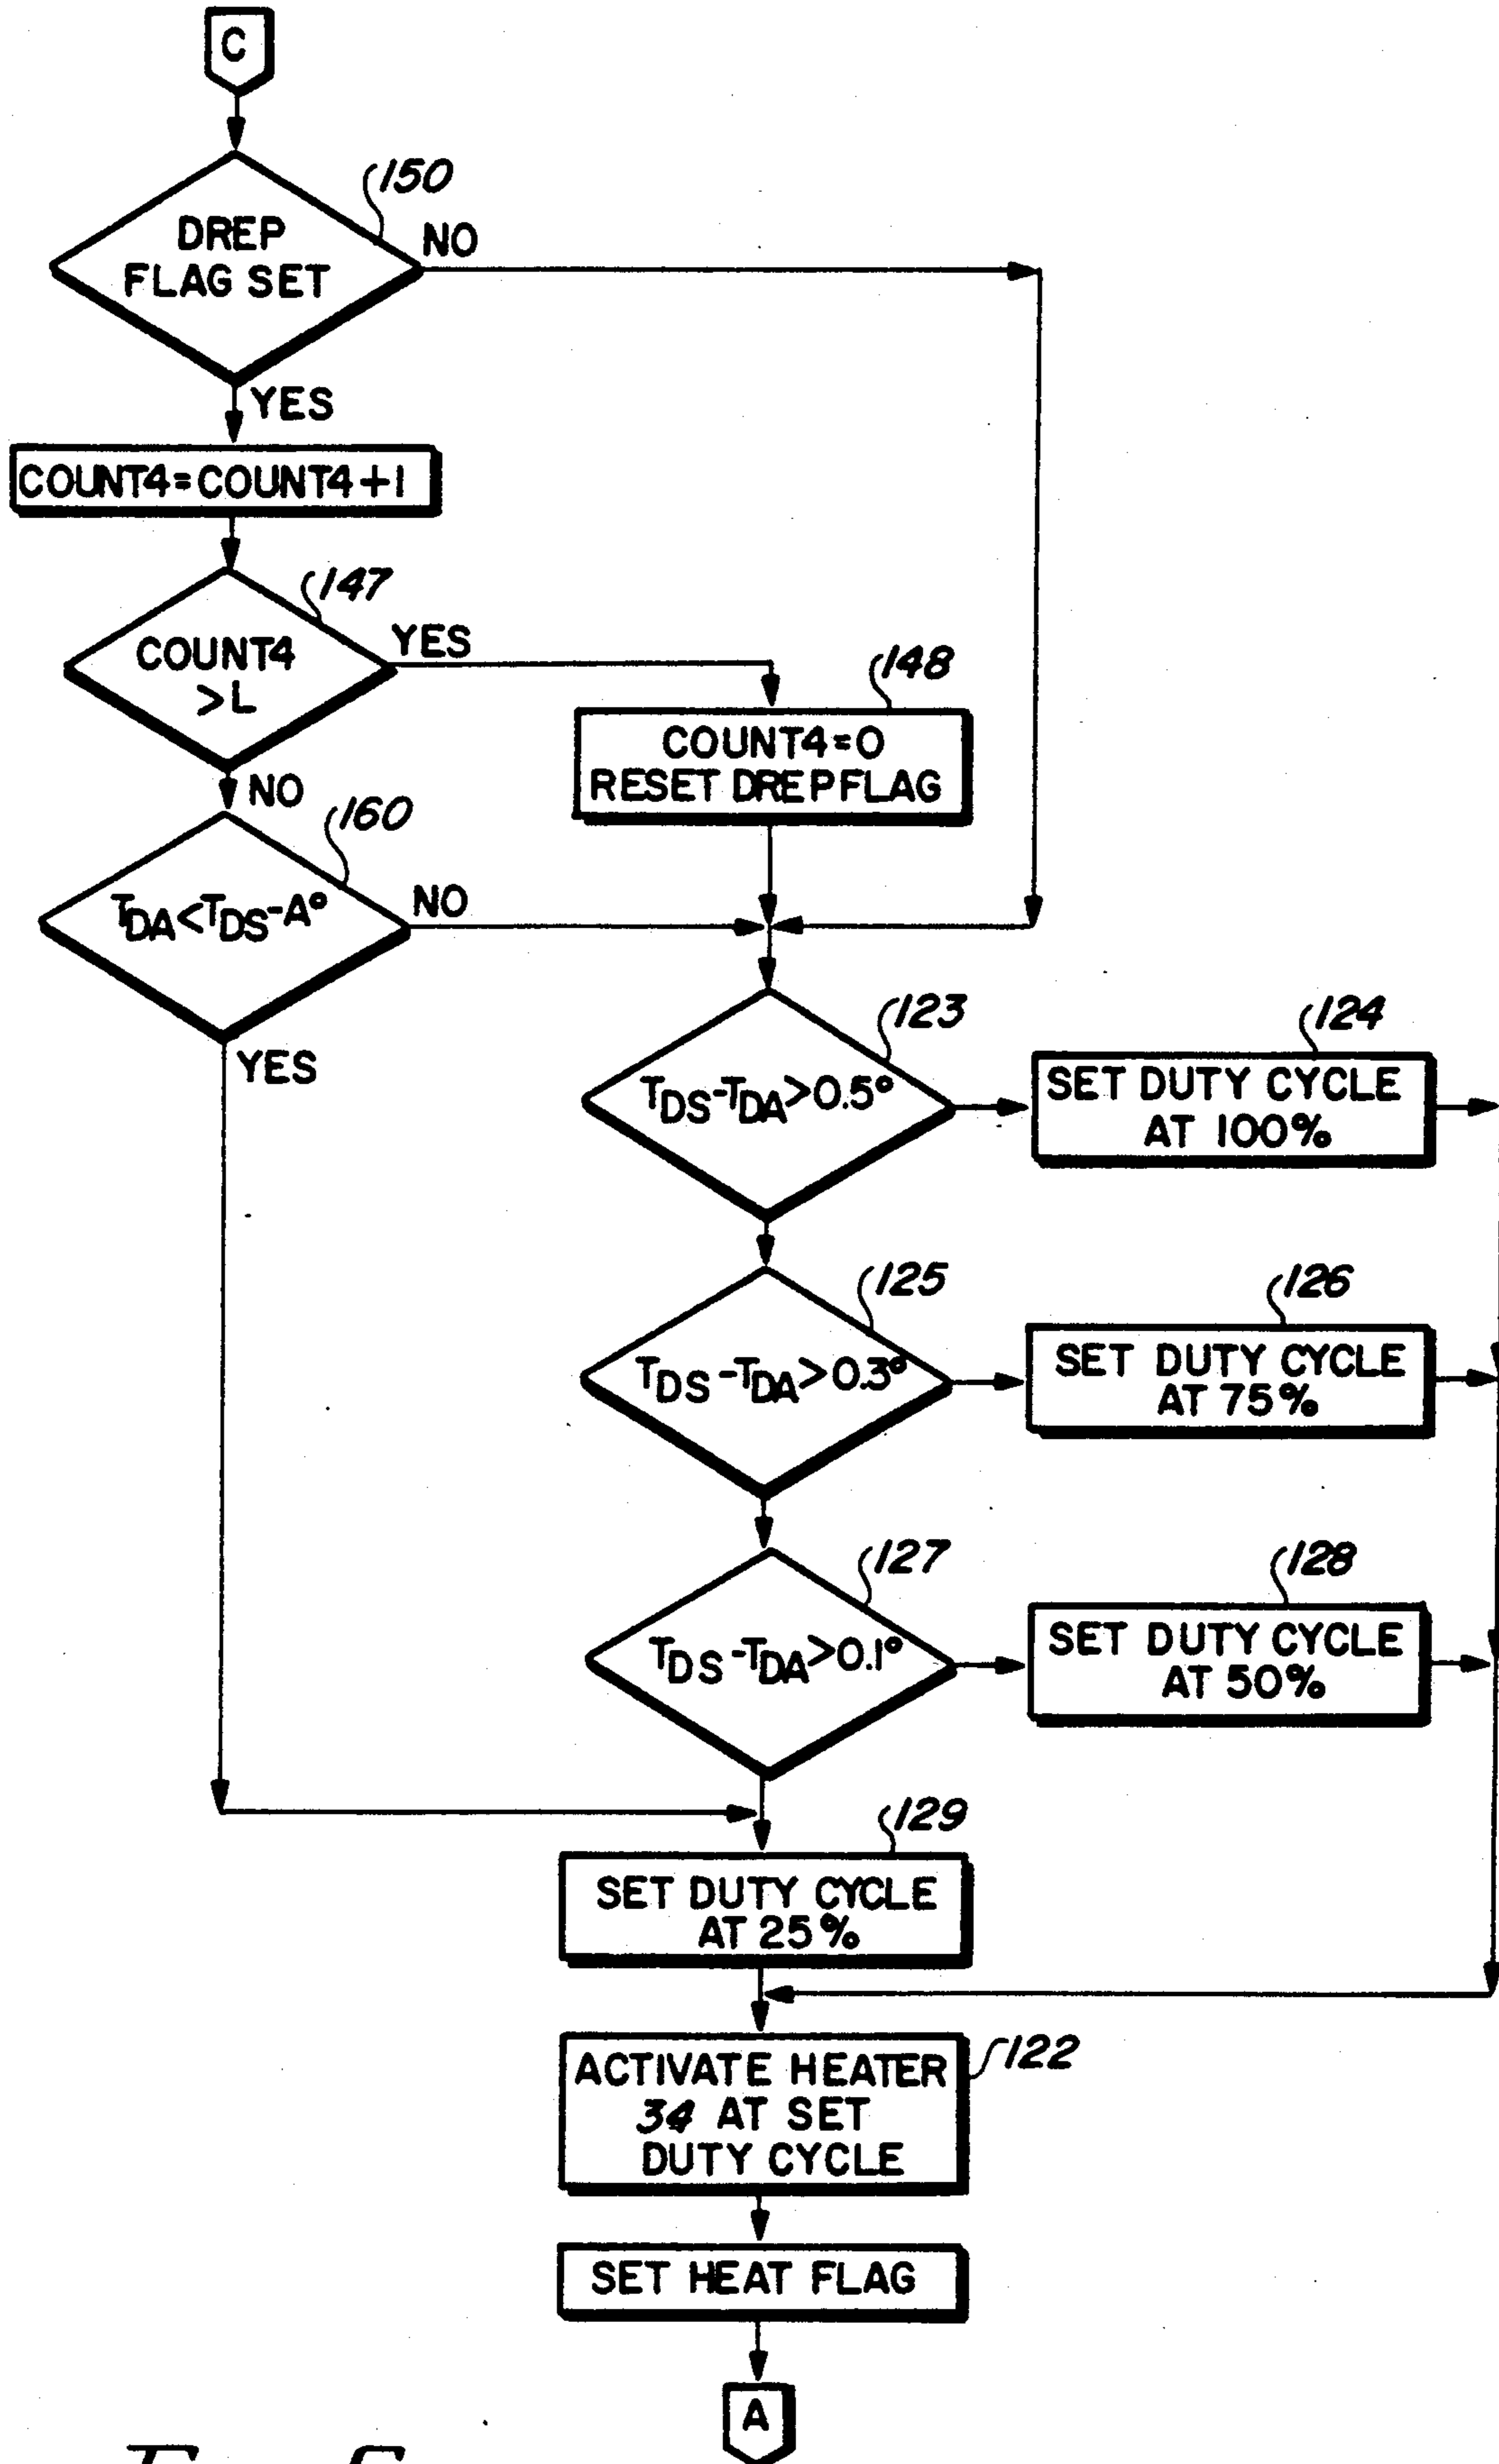 C
150
DREP
FLAG SET
NO
YES
COUNT4=COUNT4+1
147
COUNT4
>L
YES
NO
148
COUNT4=0
RESET DREPFLAG
160
TDA<TDS-A°
NO
YES
123
TDS-TDA>0.5°
124
SET DUTY CYCLE
AT 100%
125
TDS-TDA>0.3°
126
SET DUTY CYCLE
AT 75%
127
TDS-TDA>0.1°
128
SET DUTY CYCLE
AT 50%
129
SET DUTY CYCLE
AT 25%
122
ACTIVATE HEATER
34 AT SET
DUTY CYCLE
SET HEAT FLAG
A